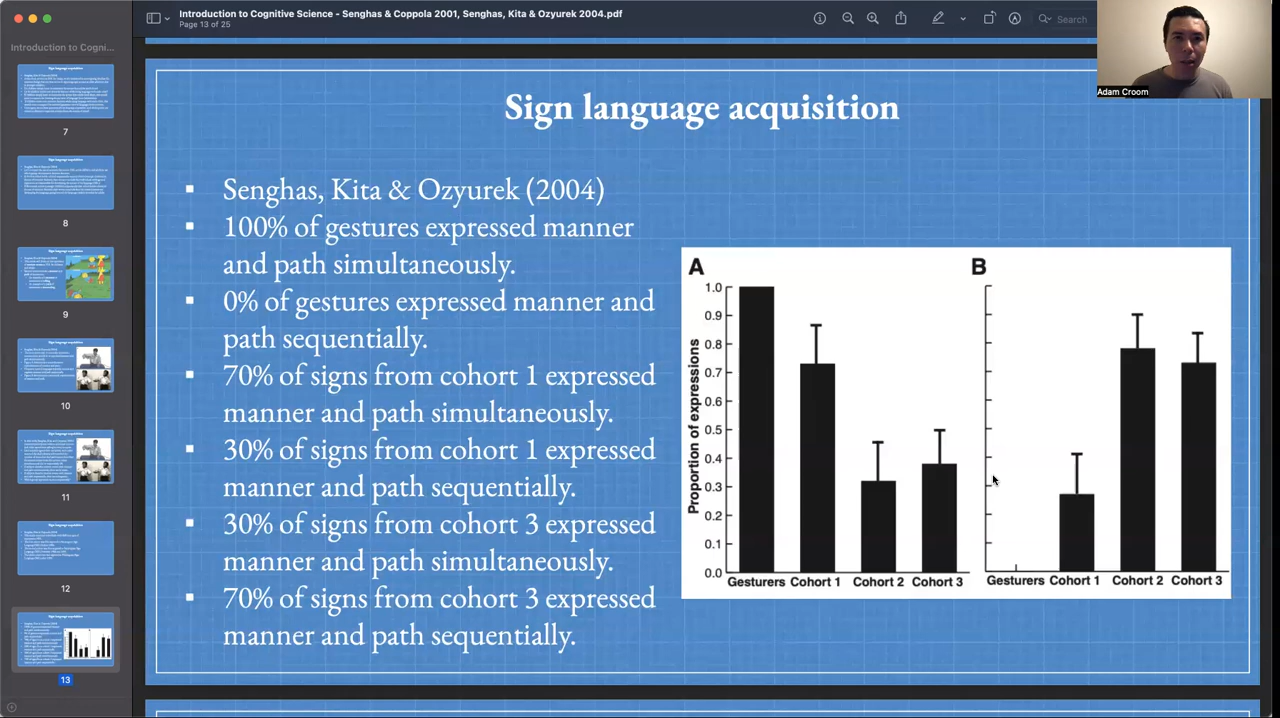 Introduction to Cognitive Science - Senghas & Coppola 2001, Senghas, Kita & Ozyurek 2004.pdf
Page 13 of 25
Search
Adam Croom
Introduction to Cogni...
7
8
9
10
11
12
13
Sign language acquisition
Senghas, Kita & Ozyurek (2004)
100% of gestures expressed manner
and path simultaneously.
0% of gestures expressed manner and
path sequentially.
70% of signs from cohort 1 expressed
manner and path simultaneously.
30% of signs from cohort 1 expressed
manner and path sequentially.
30% of signs from cohort 3 expressed
manner and path simultaneously.
70% of signs from cohort 3 expressed
manner and path sequentially.
A
B
Proportion of expressions
1.0
0.9
0.8
0.7
0.6
0.5
0.4
0.3
0.2
0.1
0.0
Gesturers Cohort 1 Cohort 2 Cohort 3
Gesturers Cohort 1 Cohort 2 Cohort 3